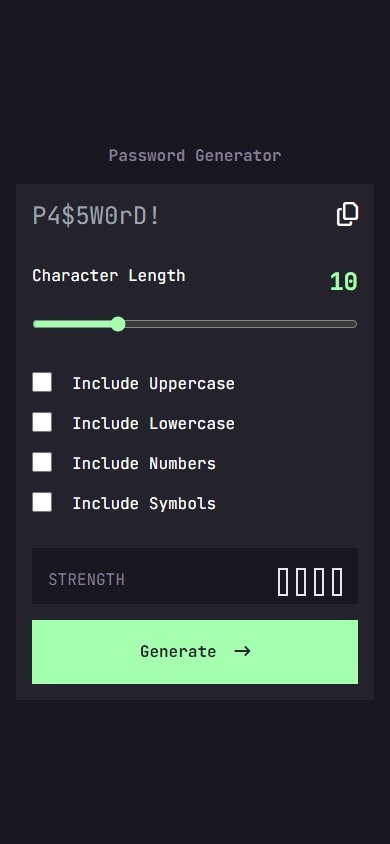 Password Generator
P4$5W0rD!
Character Length
10
Include Uppercase
Include Lowercase
Include Numbers
Include Symbols
STRENGTH
Generate →